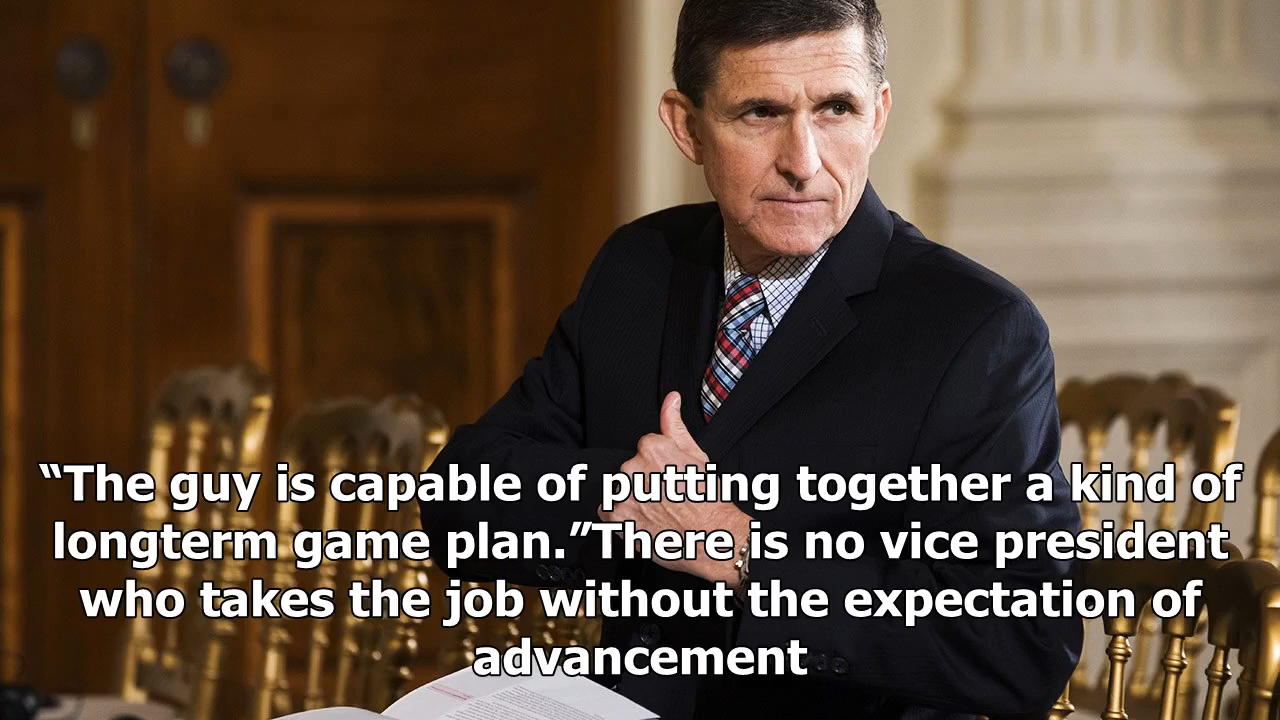 “The guy is capable of putting together a kind of
longterm game plan.”There is no vice president
who takes the job without the expectation of
advancement